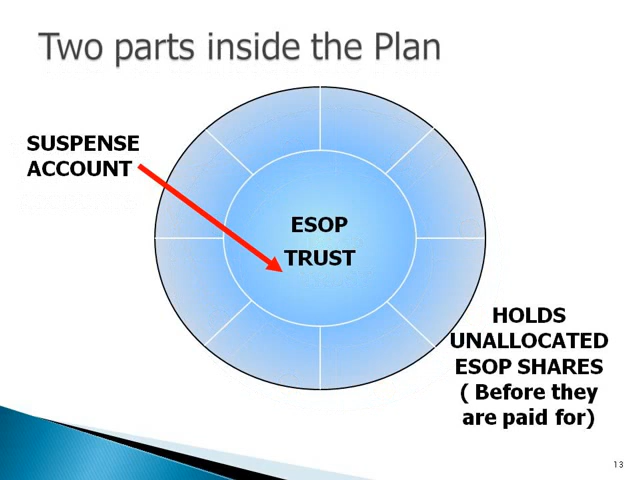 Two parts inside the Plan
SUSPENSE
ACCOUNT
ESOP
TRUST
HOLDS
UNALLOCATED
ESOP SHARES
( Before they
are paid for)
13